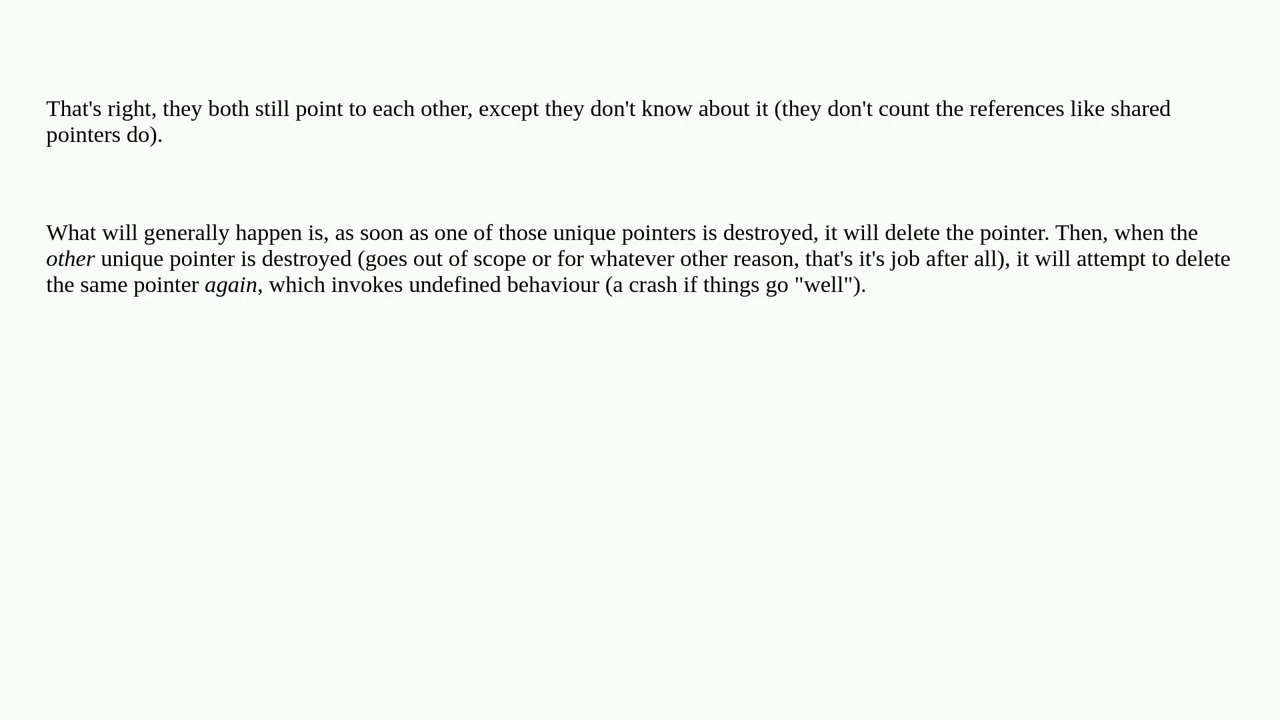 That's right, they both still point to each other, except they don't know about it (they don't count the references like shared
pointers do).
What will generally happen is, as soon as one of those unique pointers is destroyed, it will delete the pointer. Then, when the
other unique pointer is destroyed (goes out of scope or for whatever other reason, that's it's job after all), it will attempt to delete
the same pointer again, which invokes undefined behaviour (a crash if things go "well").